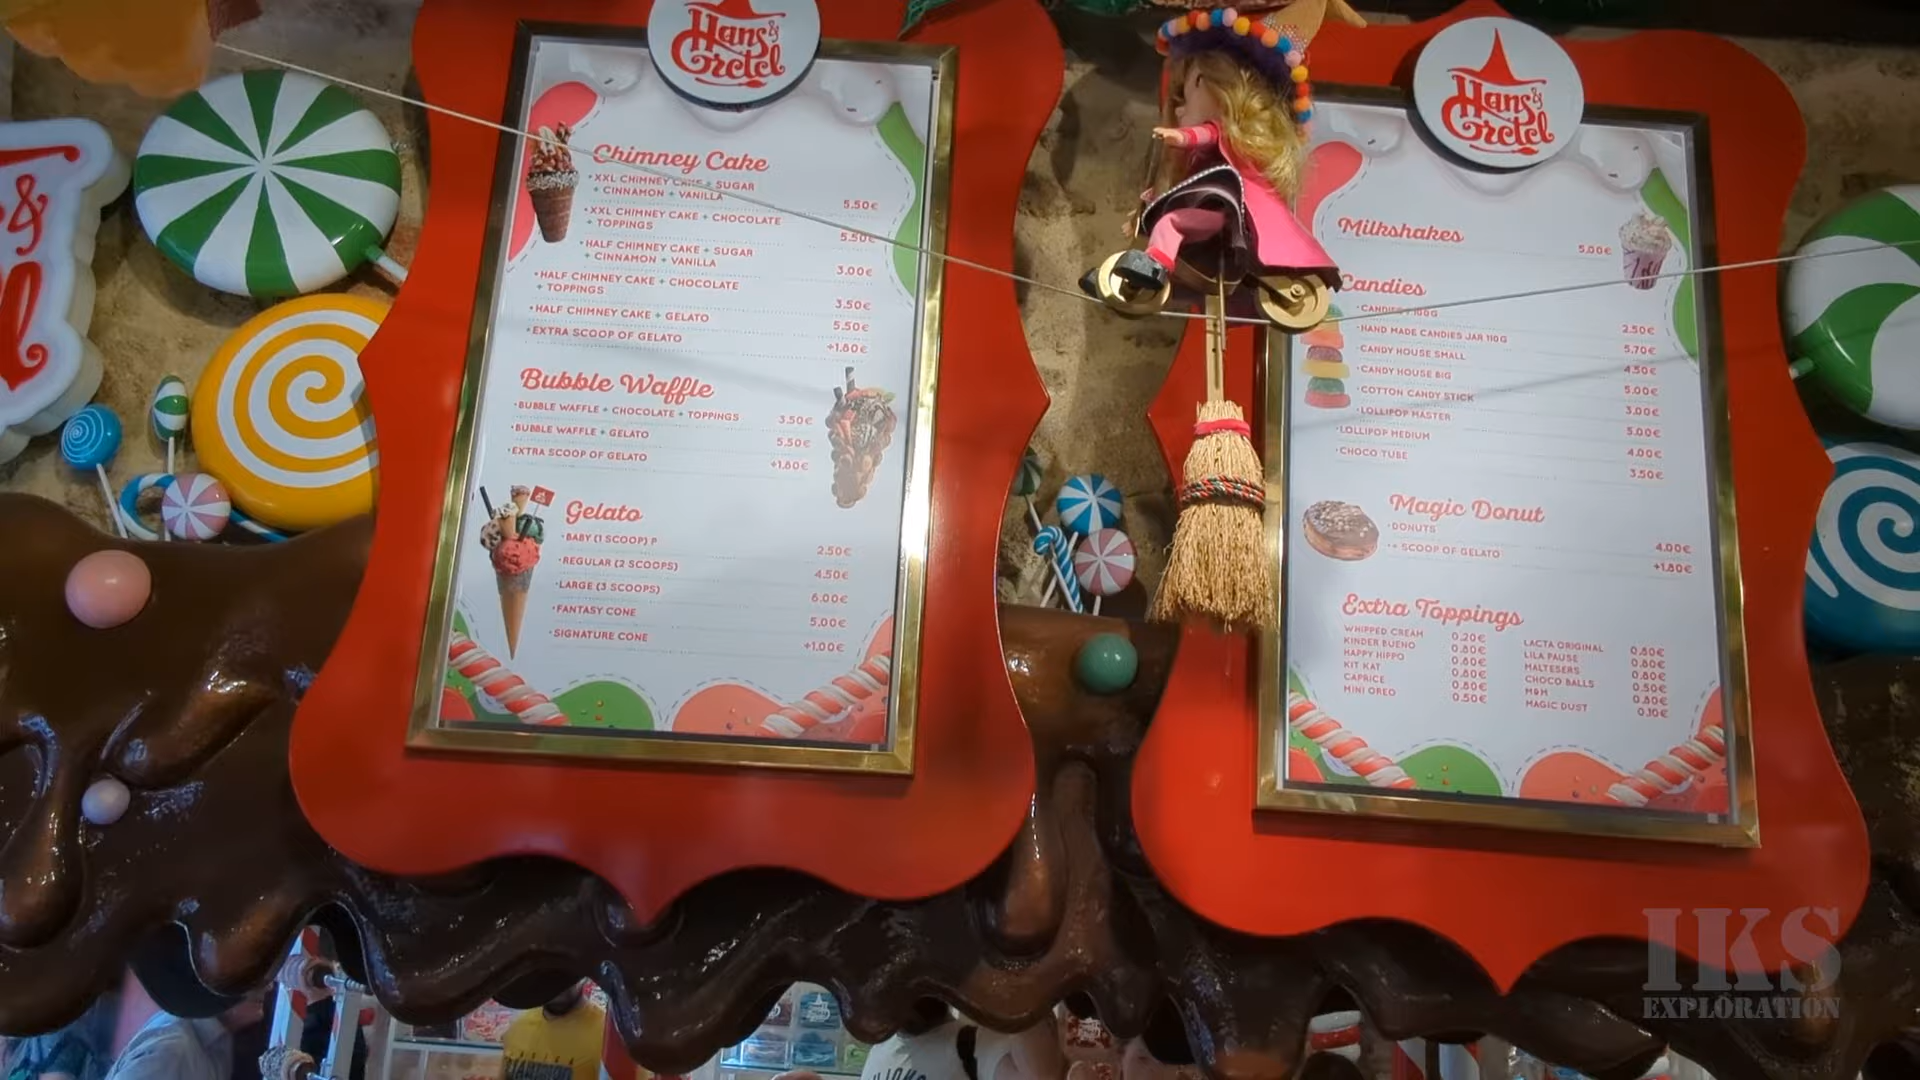 Hans &
Gretel
Chimney Cake
•XXL CHIMNEY CAKE + SUGAR
+ CINNAMON + VANILLA 5.50€
•XXL CHIMNEY CAKE + CHOCOLATE
+ TOPPINGS 5.50€
•HALF CHIMNEY CAKE + SUGAR
+ CINNAMON + VANILLA 3.00€
•HALF CHIMNEY CAKE + CHOCOLATE
+ TOPPINGS 3.50€
•HALF CHIMNEY CAKE + GELATO 5.50€
•EXTRA SCOOP OF GELATO +1.80€
Bubble Waffle
•BUBBLE WAFFLE + CHOCOLATE + TOPPINGS 3.50€
•BUBBLE WAFFLE + GELATO 5.50€
•EXTRA SCOOP OF GELATO +1.80€
Gelato
•BABY (1 SCOOP) P 2.50€
•REGULAR (2 SCOOPS) 4.50€
•LARGE (3 SCOOPS) 6.00€
•FANTASY CONE 5.00€
•SIGNATURE CONE +1.00€
Hans &
Gretel
Milkshakes 5.00€
Candies
•CANDIES 100G 2.50€
•HAND MADE CANDIES JAR 110G 5.70€
•CANDY HOUSE SMALL 4.50€
•CANDY HOUSE BIG 5.00€
•COTTON CANDY STICK 3.00€
•LOLLIPOP MASTER 5.00€
•LOLLIPOP MEDIUM 4.00€
•CHOCO TUBE 3.50€
Magic Donut
•DONUTS 4.00€
•+ SCOOP OF GELATO +1.80€
Extra Toppings
WHIPPED CREAM 0.20€
KINDER BUENO 0.80€
HAPPY HIPPO 0.80€
KIT KAT 0.80€
CAPRICE 0.80€
MINI OREO 0.50€
LACTA ORIGINAL 0.80€
LILA PAUSE 0.80€
MALTESERS 0.80€
CHOCO BALLS 0.50€
M&M 0.80€
MAGIC DUST 0.10€
&
IKS
EXPLORATION